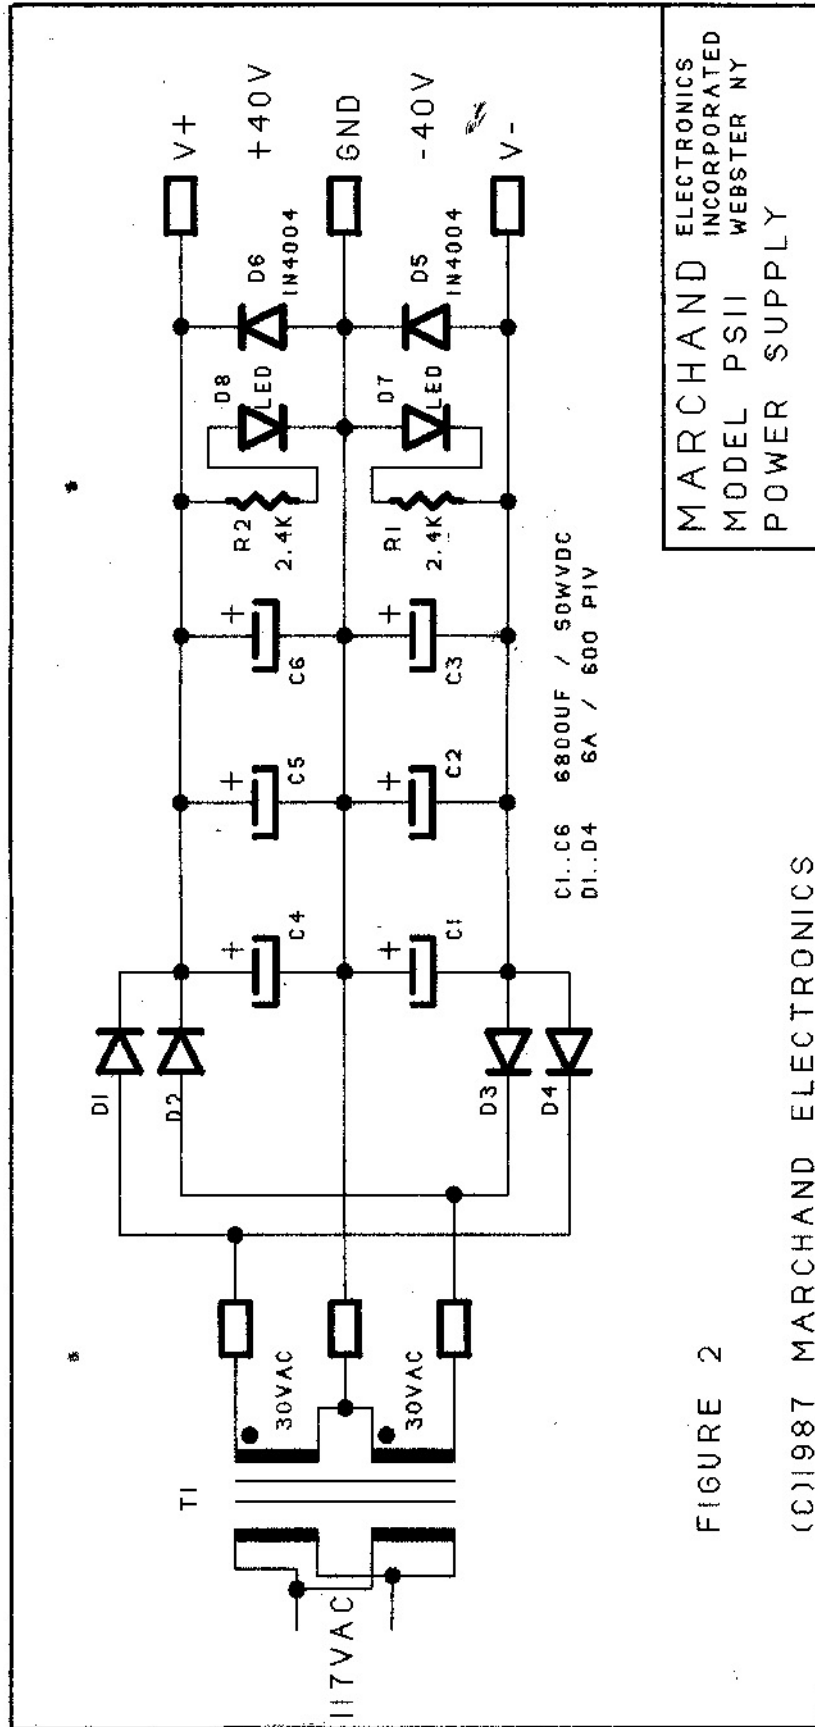 T1
117VAC
30VAC
30VAC
D1
D2
D3
D4
C4
C5
C6
C1
C2
C3
R2
2.4K
R1
2.4K
D8
LED
D7
LED
D6
1N4004
D5
1N4004
V+
+40V
GND
-40V
V-
C1..C6 6800UF / 50WVDC
D1..D4 6A / 600 PIV
FIGURE 2
(C)1987 MARCHAND ELECTRONICS
MARCHAND ELECTRONICS
INCORPORATED
MODEL PSII WEBSTER NY
POWER SUPPLY